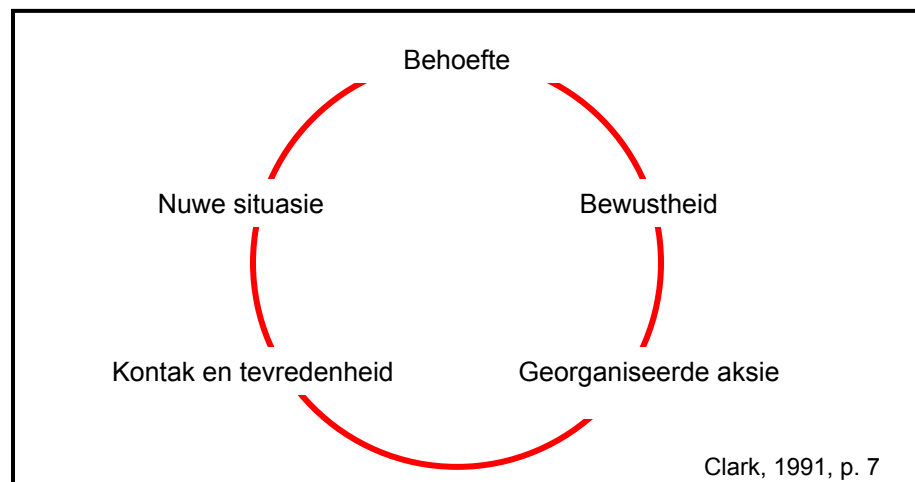 Behoefte
Nuwe situasie
Bewustheid
Kontak en tevredenheid
Georganiseerde aksie
Clark, 1991, p. 7